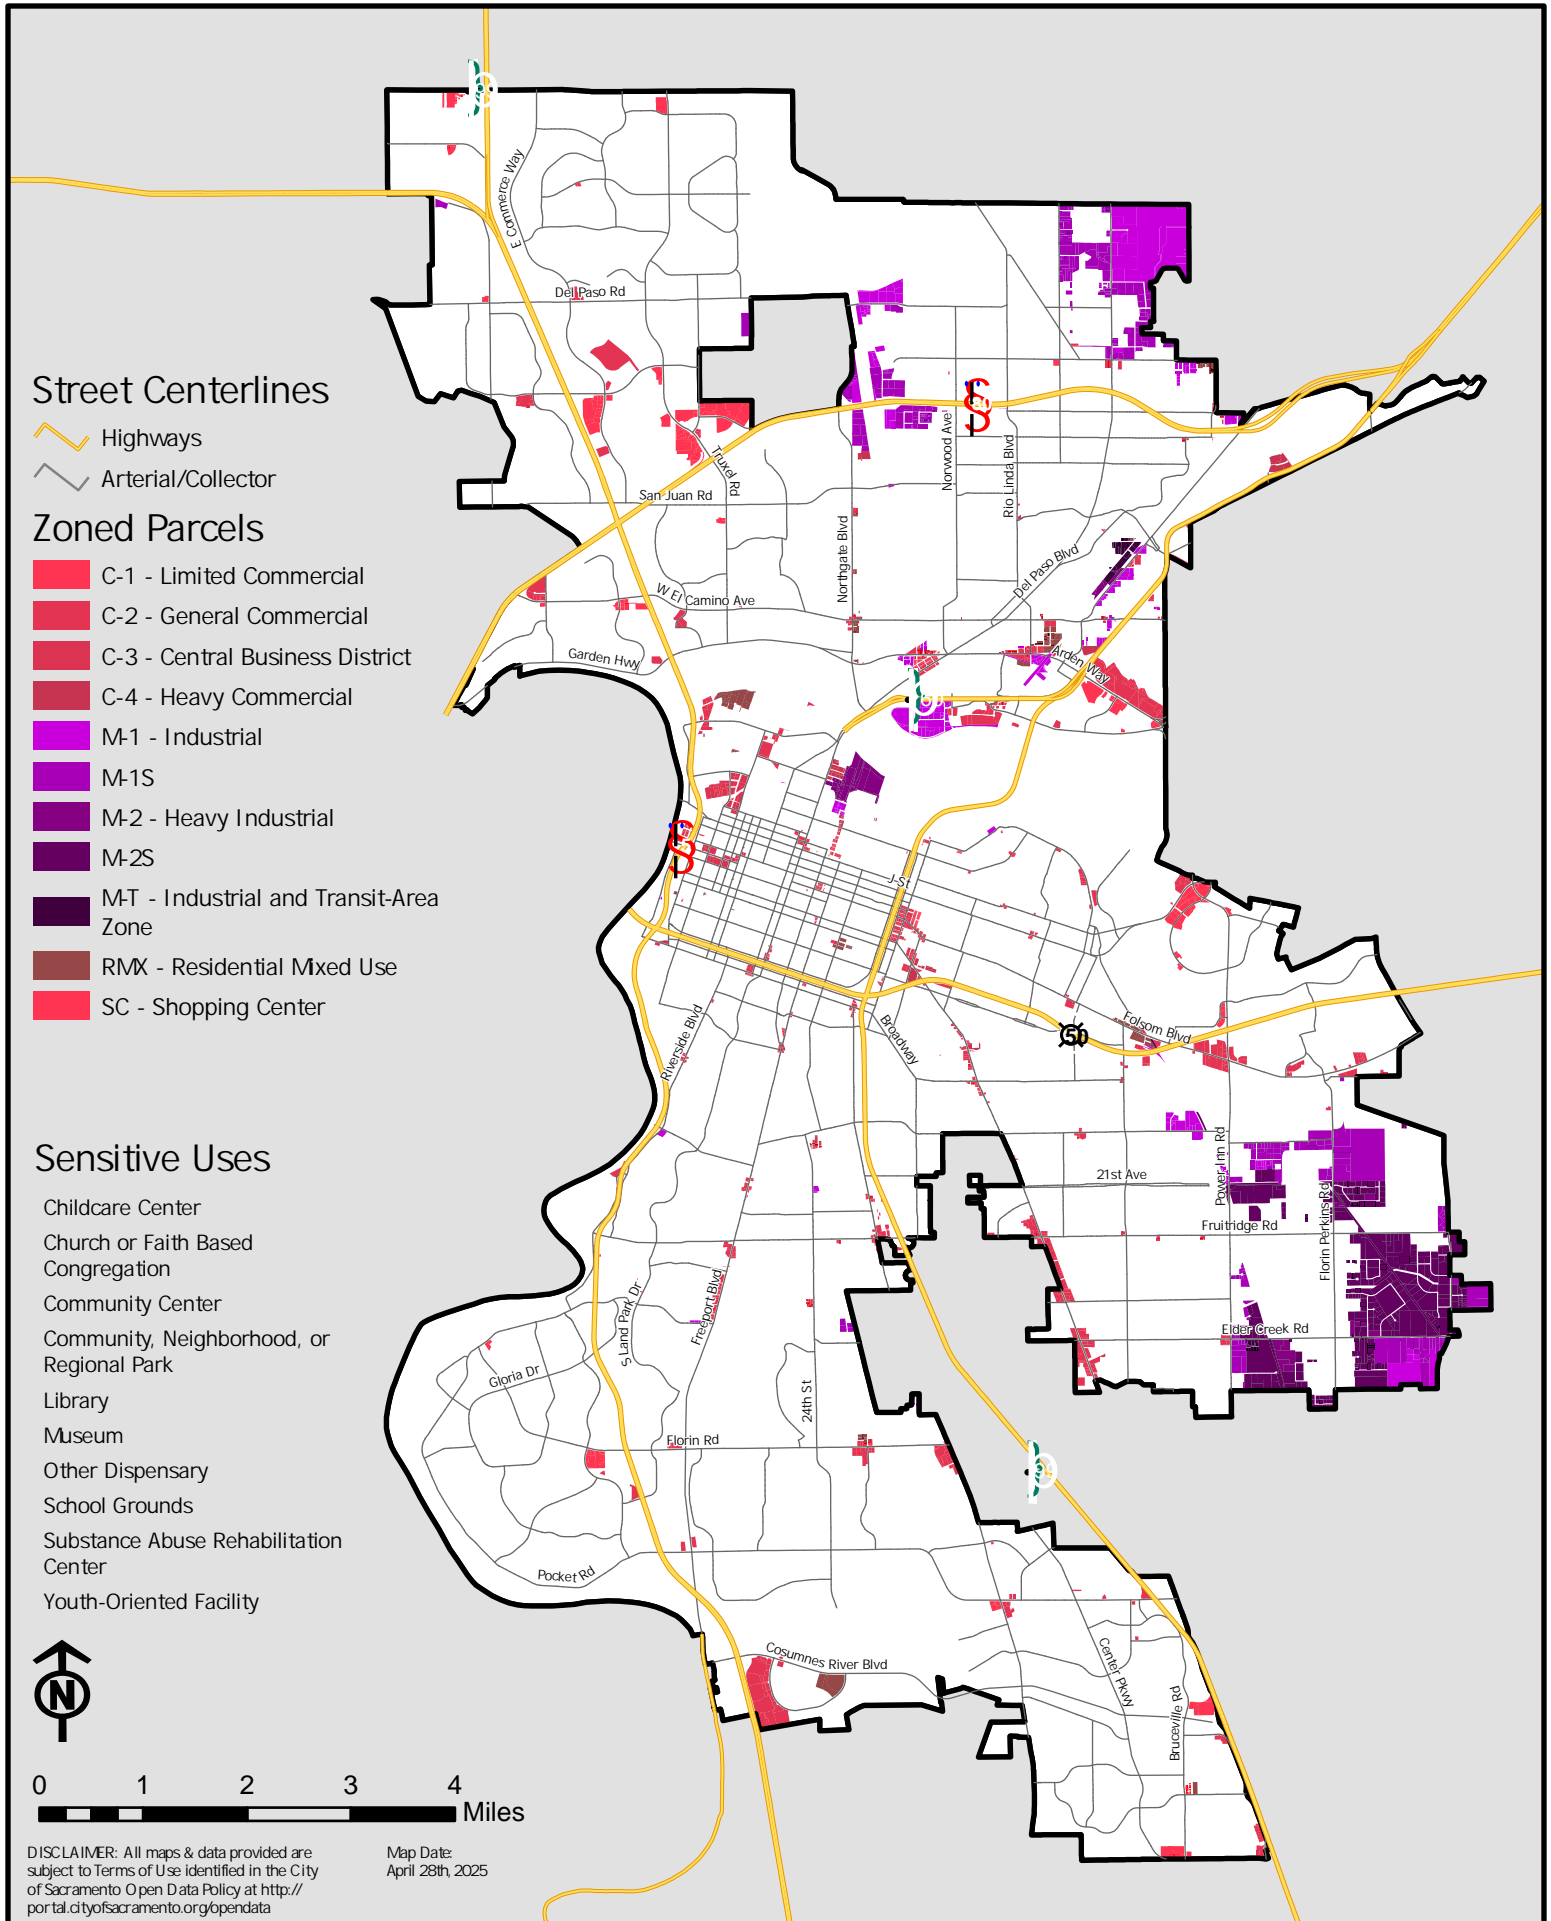 Street Centerlines
Highways
Arterial/Collector
Zoned Parcels
C-1 - Limited Commercial
C-2 - General Commercial
C-3 - Central Business District
C-4 - Heavy Commercial
M-1 - Industrial
M-1S
M-2 - Heavy Industrial
M-2S
M-T - Industrial and Transit-Area
Zone
RMX - Residential Mixed Use
SC - Shopping Center
Sensitive Uses
Childcare Center
Church or Faith Based
Congregation
Community Center
Community, Neighborhood, or
Regional Park
Library
Museum
Other Dispensary
School Grounds
Substance Abuse Rehabilitation
Center
Youth-Oriented Facility
N
0 1 2 3 4
Miles
DISCLAIMER: All maps & data provided are
subject to Terms of Use identified in the City
of Sacramento Open Data Policy at http://
portal.cityofsacramento.org/opendata
Map Date:
April 28th, 2025
E Commerce Way
Del Paso Rd
Truxel Rd
San Juan Rd
Norwood Ave
Rio Linda Blvd
Northgate Blvd
Del Paso Blvd
W El Camino Ave
Garden Hwy
Arden Way
J St
Riverside Blvd
Broadway
50
Folsom Blvd
Power Inn Rd
21st Ave
Fruitridge Rd
Florin Perkins Rd
Elder Creek Rd
S Land Park Dr
Freeport Blvd
Gloria Dr
24th St
Florin Rd
Pocket Rd
Cosumnes River Blvd
Center Pkwy
Bruceville Rd